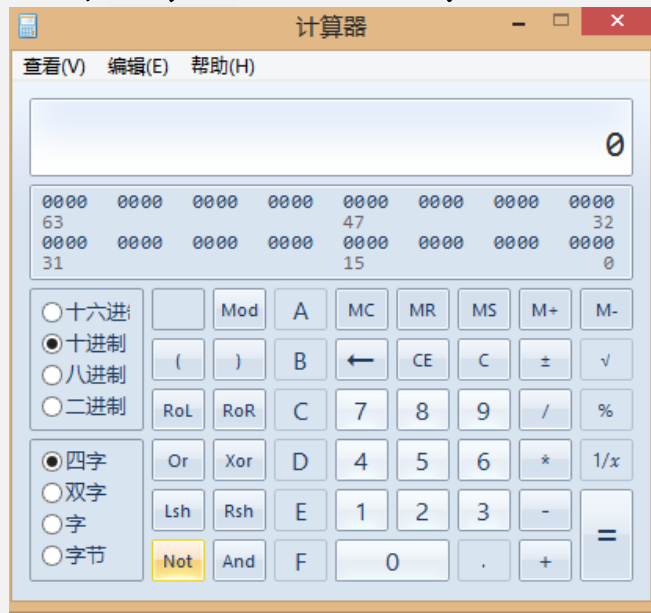 计算器
查看(V) 编辑(E) 帮助(H)
0
0000 0000 0000 0000 0000 0000 0000 0000
63 47 32
0000 0000 0000 0000 0000 0000 0000 0000
31 15 0
十六进 Mod A MC MR MS M+ M-
十进制
八进制 ( ) B ← CE C ± √
二进制 RoL RoR C 7 8 9 / %
四字 Or Xor D 4 5 6 * 1/x
双字
字 Lsh Rsh E 1 2 3 - =
字节 Not And F 0 . +